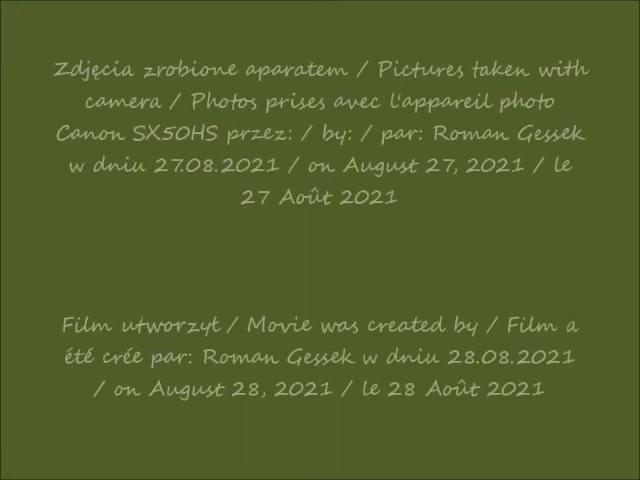 Zdjęcia zrobione aparatem / Pictures taken with
camera / Photos prises avec l'appareil photo
Canon SX50HS przez: / by: / par: Roman Gessek
w dniu 27.08.2021 / on August 27, 2021 / le
27 Août 2021
Film utworzył / Movie was created by / Film a
été crée par: Roman Gessek w dniu 28.08.2021
/ on August 28, 2021 / le 28 Août 2021